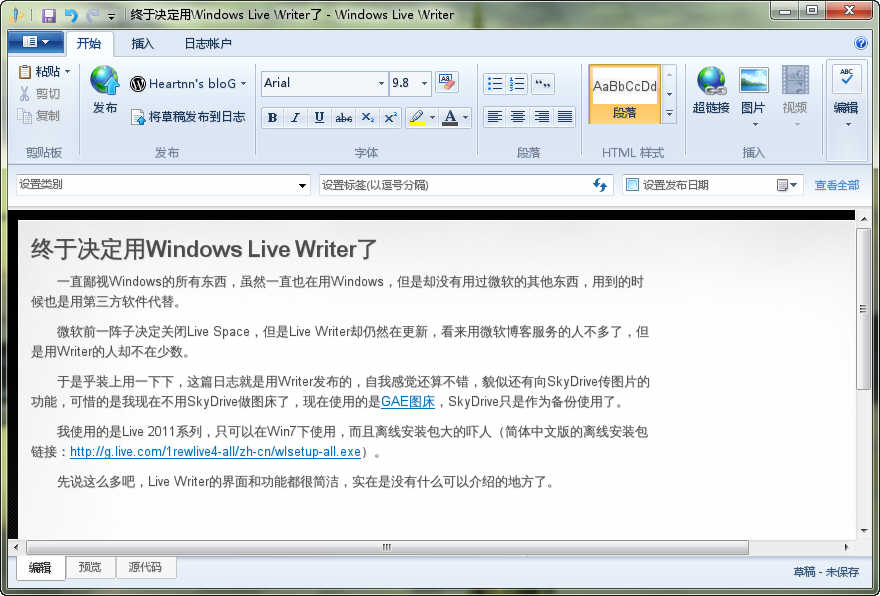 终于决定用Windows Live Writer了 - Windows Live Writer
开始 插入 日志帐户
粘贴
剪切
复制
剪贴板
发布
Heartnn's bloG
将草稿发布到日志
发布
Arial 9.8
B I U abc X₂ X² A
字体
段落
AaBbCcDd
段落
HTML 样式
超链接 图片 视频
插入
ABC
编辑
设置类别 设置标签(以逗号分隔) 设置发布日期 查看全部
终于决定用Windows Live Writer了
一直鄙视Windows的所有东西，虽然一直也在用Windows，但是却没有用过微软的其他东西，用到的时
候也是用第三方软件代替。
微软前一阵子决定关闭Live Space，但是Live Writer却仍然在更新，看来用微软博客服务的人不多了，但
是用Writer的人却不在少数。
于是乎装上用一下下，这篇日志就是用Writer发布的，自我感觉还算不错，貌似还有向SkyDrive传图片的
功能，可惜的是我现在不用SkyDrive做图床了，现在使用的是GAE图床，SkyDrive只是作为备份使用了。
我使用的是Live 2011系列，只可以在Win7下使用，而且离线安装包大的吓人（简体中文版的离线安装包
链接：http://g.live.com/1rewlive4-all/zh-cn/wlsetup-all.exe）。
先说这么多吧，Live Writer的界面和功能都很简洁，实在是没有什么可以介绍的地方了。
编辑 预览 源代码
草稿 - 未保存